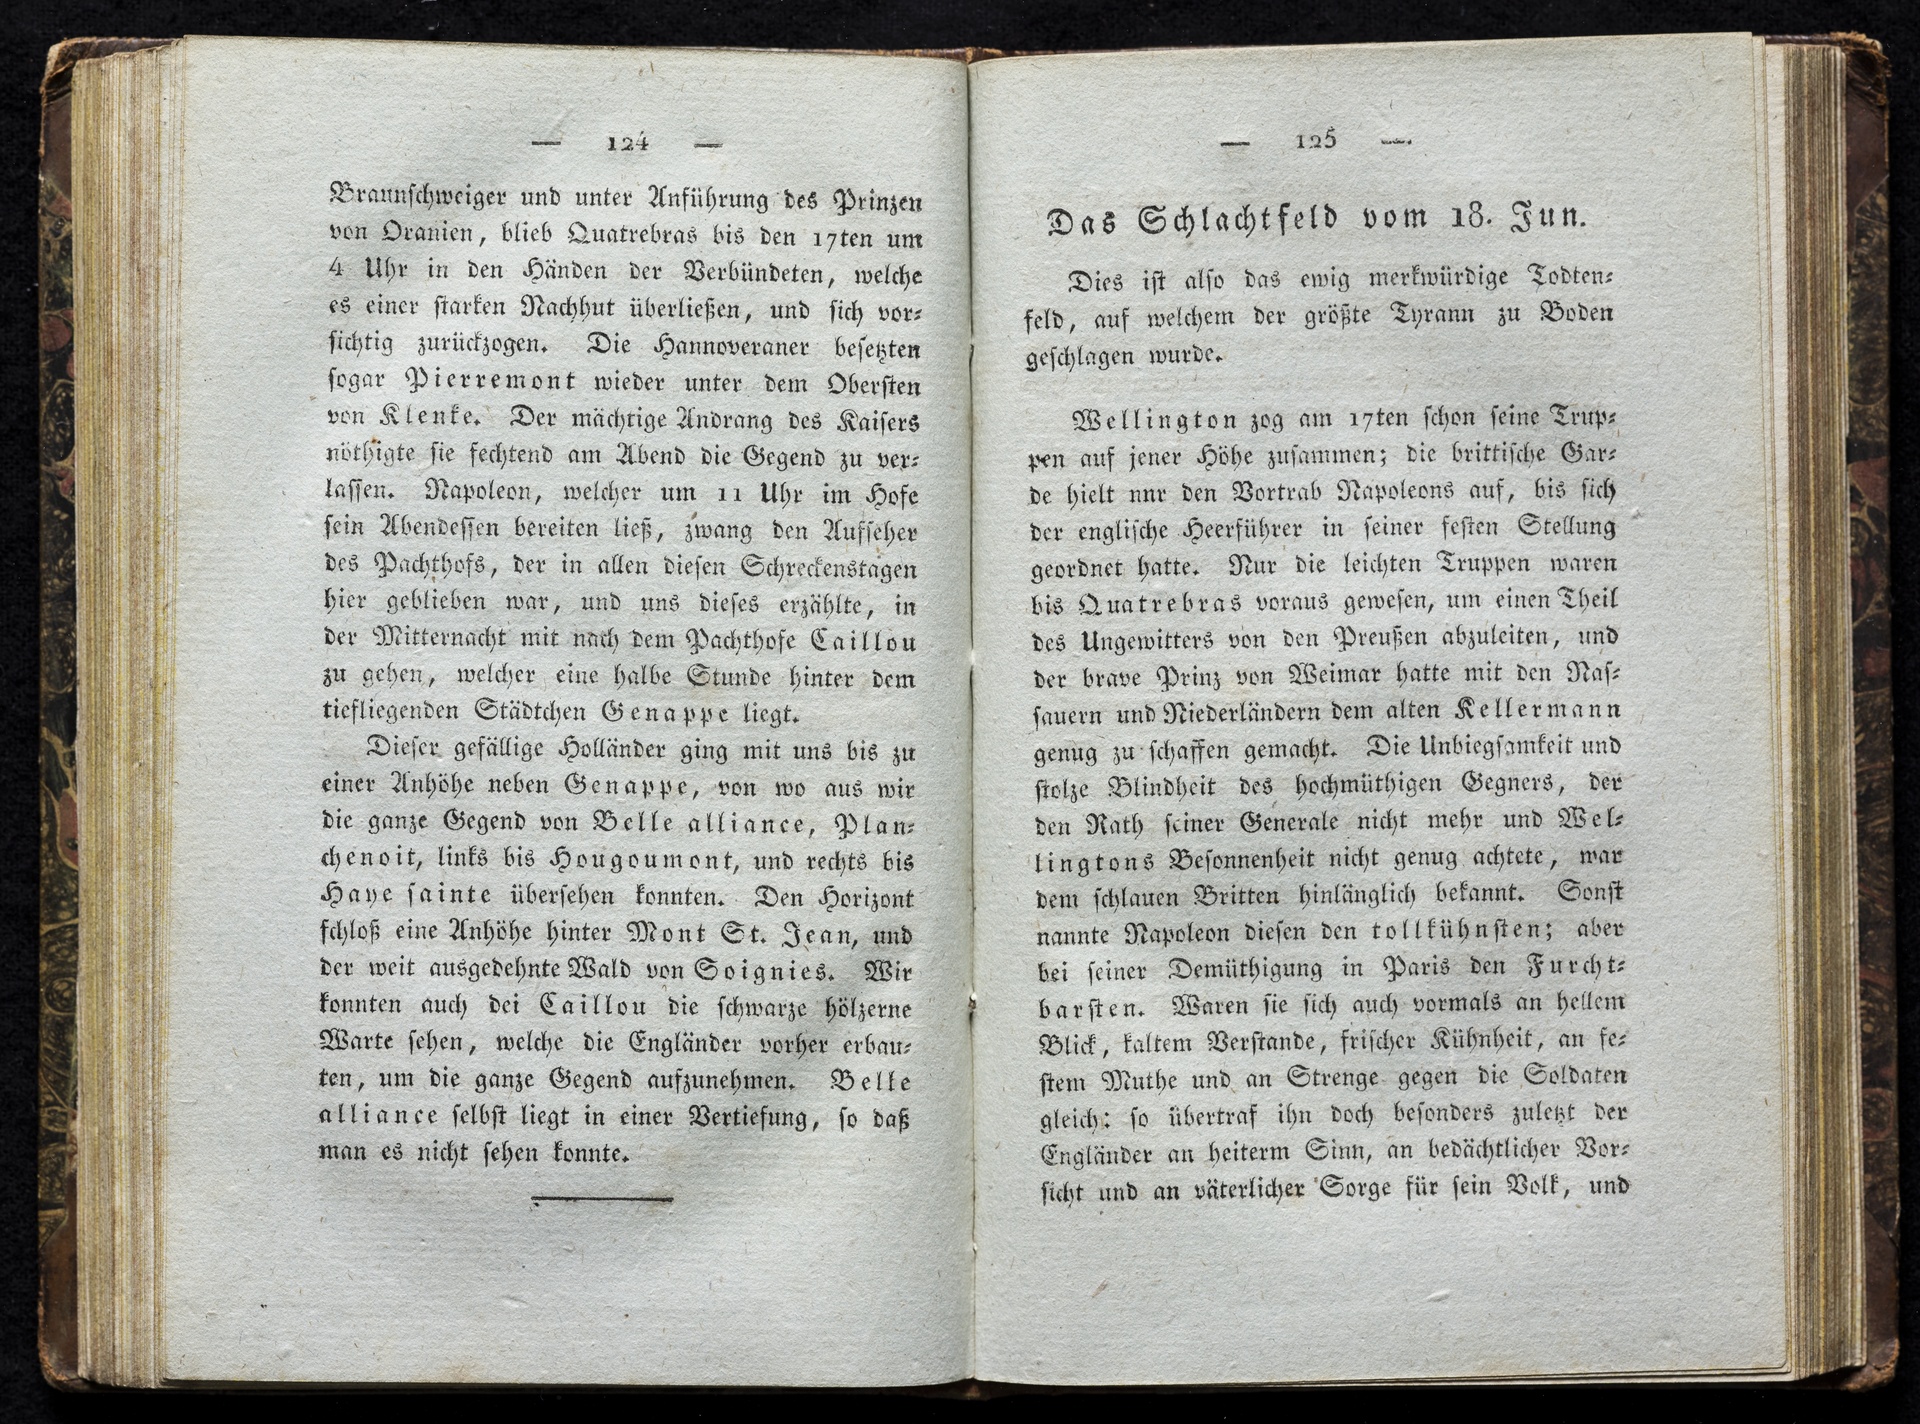 — 124 —
Braunschweiger und unter Anführung des Prinzen
von Oranien, blieb Quatrebras bis den 17ten um
4 Uhr in den Händen der Verbündeten, welche
es einer starken Nachhut überließen, und sich vor-
sichtig zurückzogen. Die Hannoveraner besetzten
sogar Pierremont wieder unter dem Obersten
von Klenke. Der mächtige Andrang des Kaisers
nöthigte sie fechtend am Abend die Gegend zu ver-
lassen. Napoleon, welcher um 11 Uhr im Hofe
sein Abendessen bereiten ließ, zwang den Aufseher
des Pachthofs, der in allen diesen Schreckenstagen
hier geblieben war, und uns dieses erzählte, in
der Mitternacht mit nach dem Pachthofe Caillou
zu gehen, welcher eine halbe Stunde hinter dem
tiefliegenden Städtchen Genappe liegt.
Dieser gefällige Holländer ging mit uns bis zu
einer Anhöhe neben Genappe, von wo aus wir
die ganze Gegend von Belle alliance, Plan-
chenoit, links bis Hougoumont, und rechts bis
Haye sainte übersehen konnten. Den Horizont
schloß eine Anhöhe hinter Mont St. Jean, und
der weit ausgedehnte Wald von Soignies. Wir
konnten auch dei Caillou die schwarze hölzerne
Warte sehen, welche die Engländer vorher erbau-
ten, um die ganze Gegend aufzunehmen. Belle
alliance selbst liegt in einer Vertiefung, so daß
man es nicht sehen konnte.
— 125 —
Das Schlachtfeld vom 18. Jun.
Dies ist also das ewig merkwürdige Todten-
feld, auf welchem der größte Tyrann zu Boden
geschlagen wurde.
Wellington zog am 17ten schon seine Trup-
pen auf jener Höhe zusammen; die brittische Gar-
de hielt nnr den Vortrab Napoleons auf, bis sich
der englische Heerführer in seiner festen Stellung
geordnet hatte. Nur die leichten Truppen waren
bis Quatrebras voraus gewesen, um einen Theil
des Ungewitters von den Preußen abzuleiten, und
der brave Prinz von Weimar hatte mit den Nas-
sauern und Niederländern dem alten Kellermann
genug zu schaffen gemacht. Die Unbiegsamkeit und
stolze Blindheit des hochmüthigen Gegners, der
den Rath seiner Generale nicht mehr und Wel-
lingtons Besonnenheit nicht genug achtete, war
dem schlauen Britten hinlänglich bekannt. Sonst
nannte Napoleon diesen den tollkühnsten; aber
bei seiner Demüthigung in Paris den Furcht-
barsten. Waren sie sich auch vormals an hellem
Blick, kaltem Verstande, frischer Kühnheit, an fe-
stem Muthe und an Strenge gegen die Soldaten
gleich: so übertraf ihn doch besonders zuletzt der
Engländer an heiterm Sinn, an bedächtlicher Vor-
sicht und an väterlicher Sorge für sein Volk, und